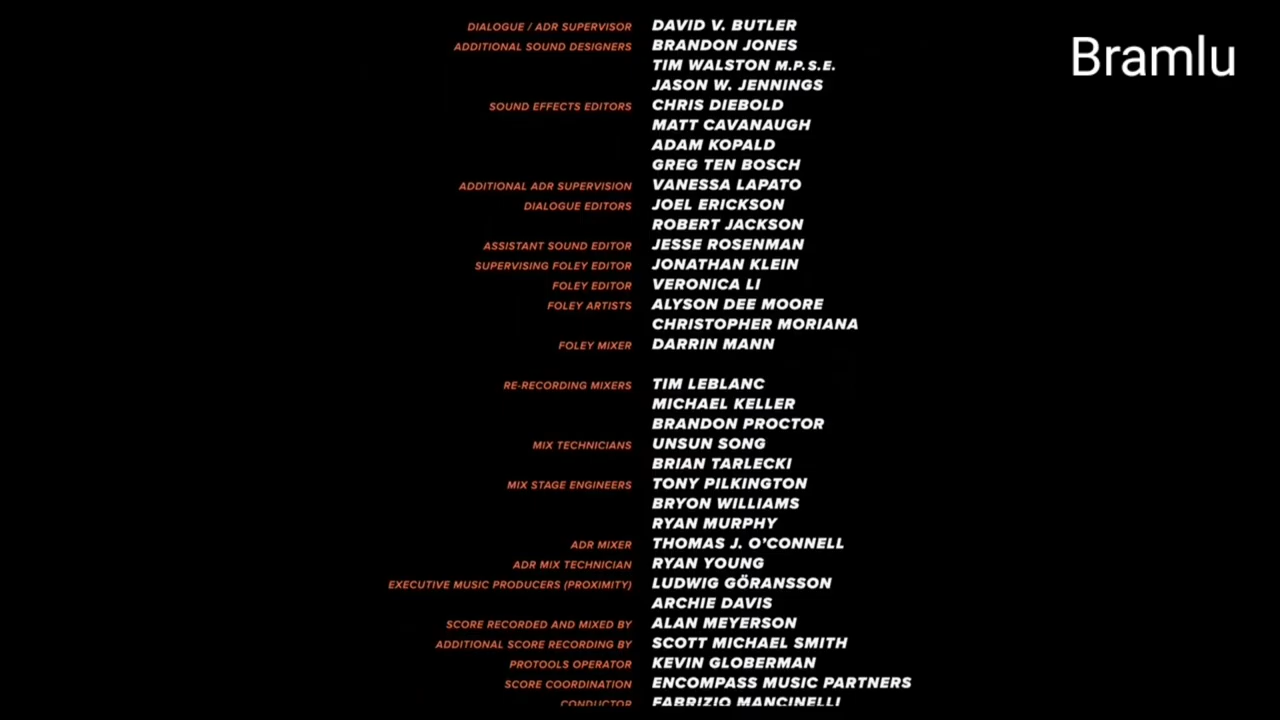 DIALOGUE / ADR SUPERVISOR DAVID V. BUTLER
Bramlu
ADDITIONAL SOUND DESIGNERS BRANDON JONES
TIM WALSTON M.P.S.E.
JASON W. JENNINGS
SOUND EFFECTS EDITORS CHRIS DIEBOLD
MATT CAVANAUGH
ADAM KOPALD
GREG TEN BOSCH
ADDITIONAL ADR SUPERVISION VANESSA LAPATO
DIALOGUE EDITORS JOEL ERICKSON
ROBERT JACKSON
ASSISTANT SOUND EDITOR JESSE ROSENMAN
SUPERVISING FOLEY EDITOR JONATHAN KLEIN
FOLEY EDITOR VERONICA LI
FOLEY ARTISTS ALYSON DEE MOORE
CHRISTOPHER MORIANA
FOLEY MIXER DARRIN MANN
RE-RECORDING MIXERS TIM LEBLANC
MICHAEL KELLER
BRANDON PROCTOR
MIX TECHNICIANS UNSUN SONG
BRIAN TARLECKI
MIX STAGE ENGINEERS TONY PILKINGTON
BRYON WILLIAMS
RYAN MURPHY
ADR MIXER THOMAS J. O'CONNELL
ADR MIX TECHNICIAN RYAN YOUNG
EXECUTIVE MUSIC PRODUCERS (PROXIMITY) LUDWIG GÖRANSSON
ARCHIE DAVIS
SCORE RECORDED AND MIXED BY ALAN MEYERSON
ADDITIONAL SCORE RECORDING BY SCOTT MICHAEL SMITH
PROTOOLS OPERATOR KEVIN GLOBERMAN
SCORE COORDINATION ENCOMPASS MUSIC PARTNERS
CONDUCTOR FABRIZIO MANCINELLI